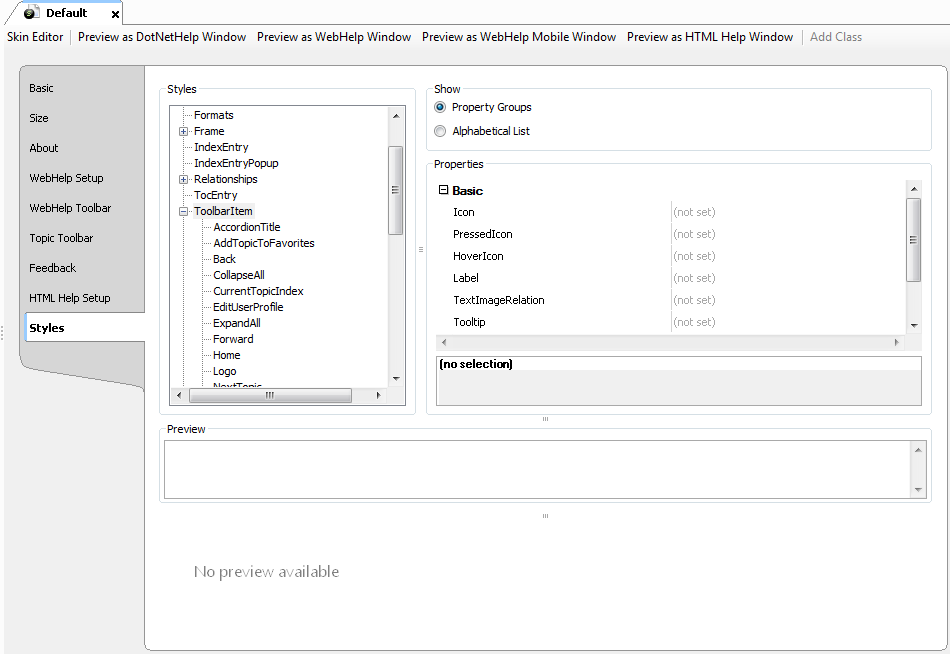 Default
Skin Editor Preview as DotNetHelp Window Preview as WebHelp Window Preview as WebHelp Mobile Window Preview as HTML Help Window Add Class
Basic
Size
About
WebHelp Setup
WebHelp Toolbar
Topic Toolbar
Feedback
HTML Help Setup
Styles
Styles
Formats
Frame
IndexEntry
IndexEntryPopup
Relationships
TocEntry
ToolbarItem
AccordionTitle
AddTopicToFavorites
Back
CollapseAll
CurrentTopicIndex
EditUserProfile
ExpandAll
Forward
Home
Logo
NextTopic
Show
Property Groups
Alphabetical List
Properties
Basic
Icon (not set)
PressedIcon (not set)
HoverIcon (not set)
Label (not set)
TextImageRelation (not set)
Tooltip (not set)
(no selection)
Preview
No preview available